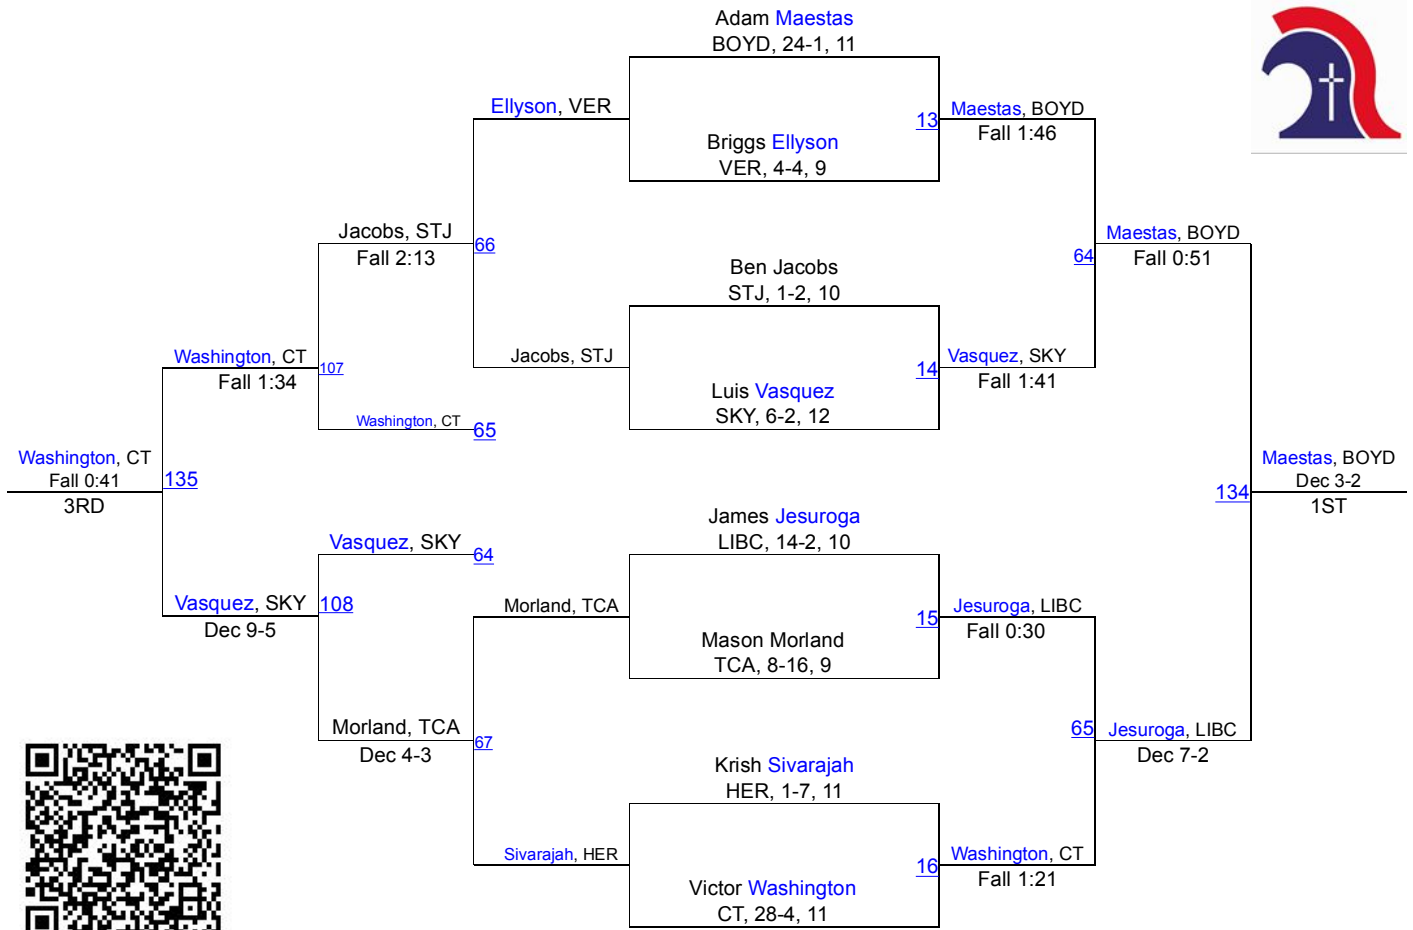 Adam Maestas
BOYD, 24-1, 11
Ellyson, VER
13
Maestas, BOYD
Fall 1:46
Briggs Ellyson
VER, 4-4, 9
Jacobs, STJ
Fall 2:13
66
Maestas, BOYD
Fall 0:51
64
Ben Jacobs
STJ, 1-2, 10
Washington, CT
Fall 1:34
107
Jacobs, STJ
14
Vasquez, SKY
Fall 1:41
Luis Vasquez
SKY, 6-2, 12
Washington, CT
65
Washington, CT
Fall 0:41
3RD
135
134
Maestas, BOYD
Dec 3-2
1ST
James Jesuroga
LIBC, 14-2, 10
Vasquez, SKY
64
Vasquez, SKY
Dec 9-5
108
Morland, TCA
15
Jesuroga, LIBC
Fall 0:30
Mason Morland
TCA, 8-16, 9
Morland, TCA
Dec 4-3
67
65
Jesuroga, LIBC
Dec 7-2
Krish Sivarajah
HER, 1-7, 11
Sivarajah, HER
16
Washington, CT
Fall 1:21
Victor Washington
CT, 28-4, 11